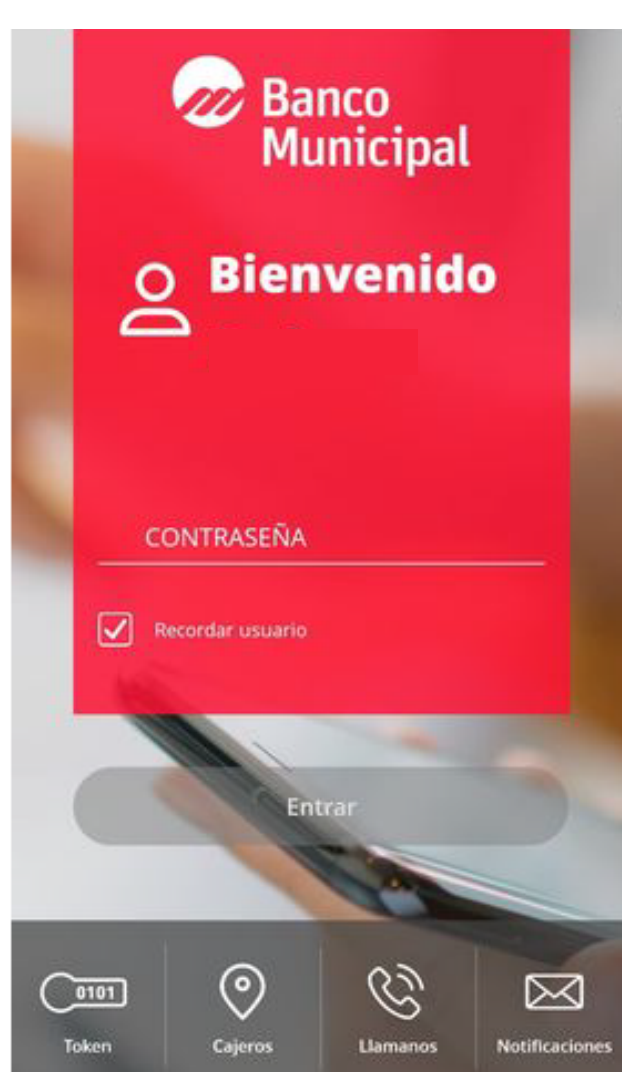 Banco
Municipal
Bienvenido
CONTRASEÑA
Recordar usuario
Entrar
0101
Token
Cajeros
Llamanos
Notificaciones